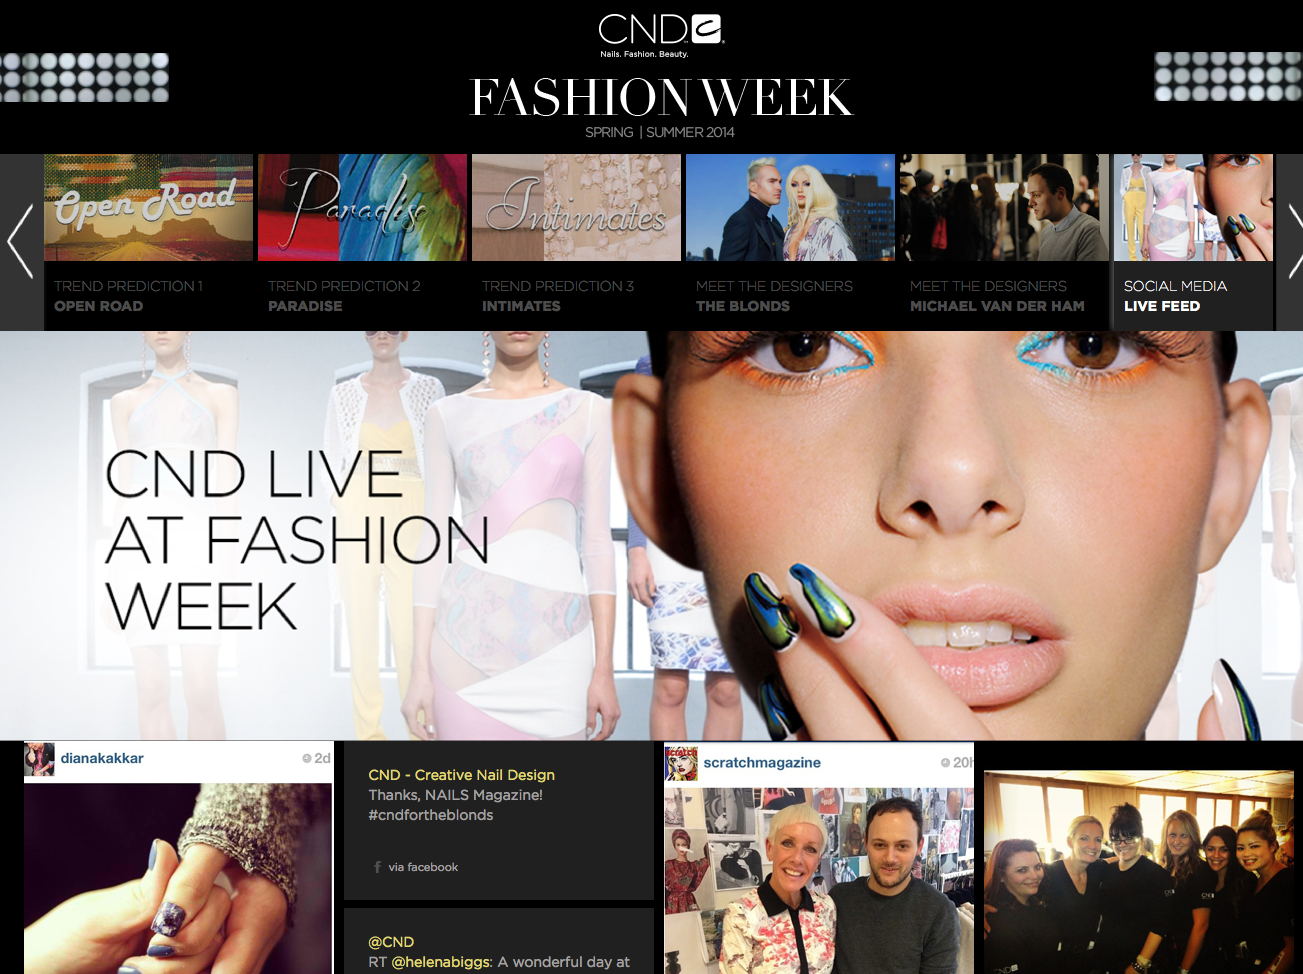 CND
Nails. Fashion. Beauty.
FASHION WEEK
SPRING | SUMMER 2014
Open Road
Paradise
Intimates
TREND PREDICTION 1
OPEN ROAD
TREND PREDICTION 2
PARADISE
TREND PREDICTION 3
INTIMATES
MEET THE DESIGNERS
THE BLONDS
MEET THE DESIGNERS
MICHAEL VAN DER HAM
SOCIAL MEDIA
LIVE FEED
CND LIVE
AT FASHION
WEEK
dianakakkar
2d
CND - Creative Nail Design
Thanks, NAILS Magazine!
#cndfortheblonds
via facebook
@CND
RT @helenabiggs: A wonderful day at
scratch
scratchmagazine
20h
CND